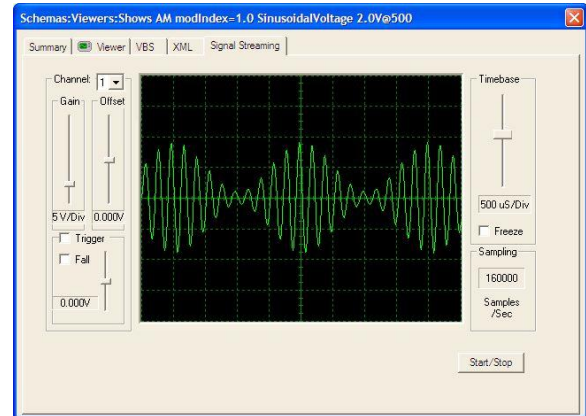 Schemas:Viewers:Shows AM modIndex=1.0 SinusoidalVoltage 2.0V@500
Summary Viewer VBS XML Signal Streaming
Channel: 1
Gain Offset
5 V/Div 0.000V
Trigger
Fall
0.000V
Timebase
500 uS/Div
Freeze
Sampling
160000
Samples
/Sec
Start/Stop